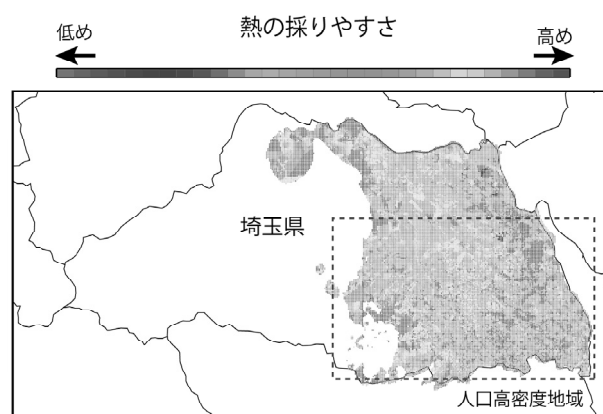 熱の採りやすさ
低め
高め
埼玉県
人口高密度地域